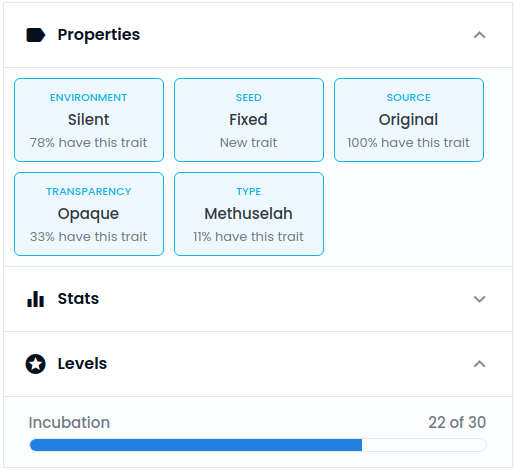 Properties
ENVIRONMENT
Silent
78% have this trait
SEED
Fixed
New trait
SOURCE
Original
100% have this trait
TRANSPARENCY
Opaque
33% have this trait
TYPE
Methuselah
11% have this trait
Stats
Levels
Incubation 22 of 30